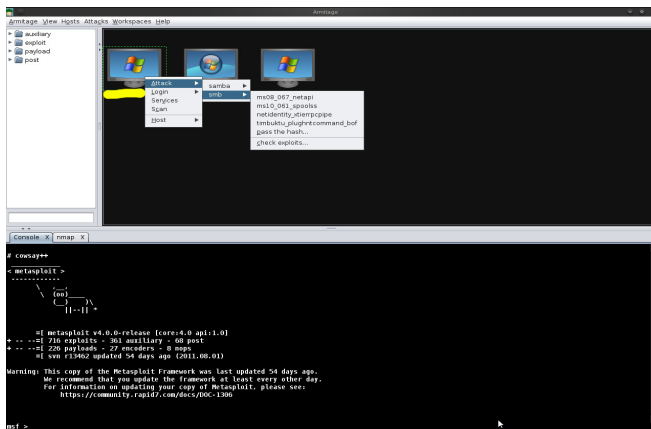 Armitage
Armitage View Hosts Attacks Workspaces Help
auxiliary
exploit
payload
post
Attack
Login
Services
Scan
Host
samba
smb
ms08_067_netapi
ms10_061_spoolss
netidentity_xtierrpcpipe
timbuktu_plughntcommand_bof
pass the hash...
check exploits...
Console X nmap X
# cowsay++
< metasploit >
------------
\ ,__,
\ (oo)____
(__) )\
||--|| *
=[ metasploit v4.0.0-release [core:4.0 api:1.0]
+ -- --=[ 716 exploits - 361 auxiliary - 68 post
+ -- --=[ 226 payloads - 27 encoders - 8 nops
=[ svn r13462 updated 54 days ago (2011.08.01)
Warning: This copy of the Metasploit Framework was last updated 54 days ago.
We recommend that you update the framework at least every other day.
For information on updating your copy of Metasploit, please see:
https://community.rapid7.com/docs/DOC-1306
msf >